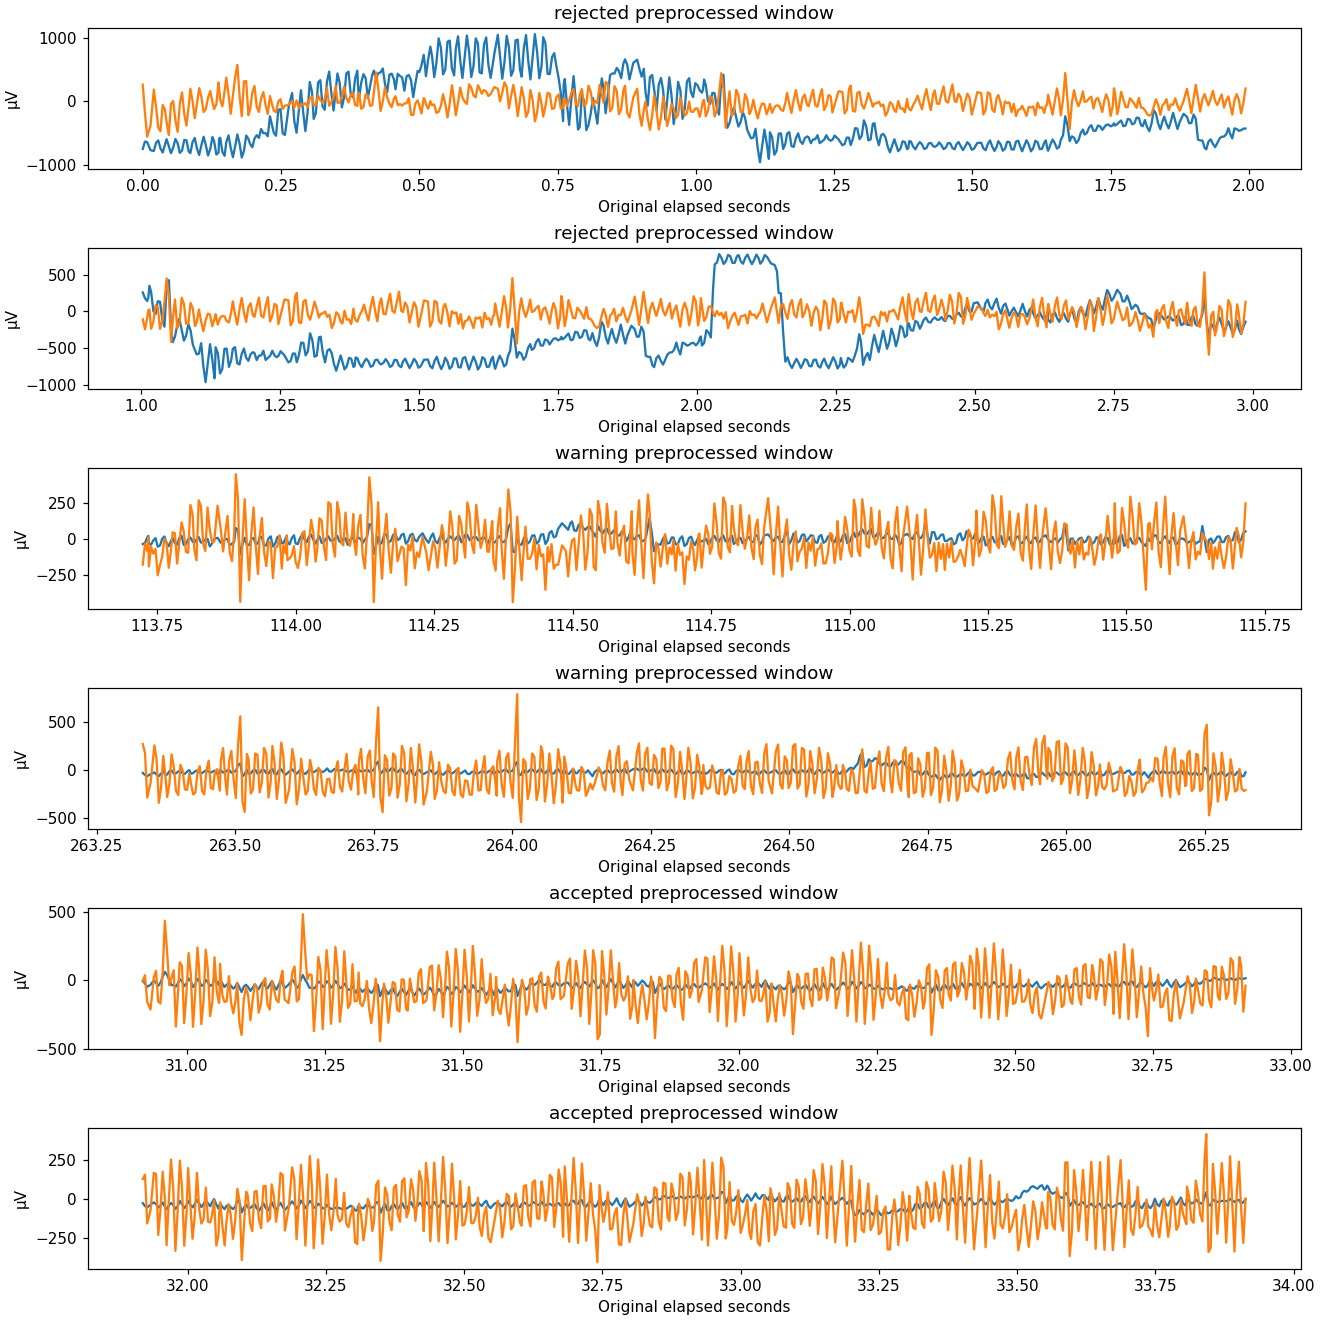 rejected preprocessed window
1000
0
−1000
µV
0.00 0.25 0.50 0.75 1.00 1.25 1.50 1.75 2.00
Original elapsed seconds
rejected preprocessed window
500
0
−500
−1000
µV
1.00 1.25 1.50 1.75 2.00 2.25 2.50 2.75 3.00
Original elapsed seconds
warning preprocessed window
250
0
−250
µV
113.75 114.00 114.25 114.50 114.75 115.00 115.25 115.50 115.75
Original elapsed seconds
warning preprocessed window
500
0
−500
µV
263.25 263.50 263.75 264.00 264.25 264.50 264.75 265.00 265.25
Original elapsed seconds
accepted preprocessed window
500
0
−500
µV
31.00 31.25 31.50 31.75 32.00 32.25 32.50 32.75 33.00
Original elapsed seconds
accepted preprocessed window
250
0
−250
µV
32.00 32.25 32.50 32.75 33.00 33.25 33.50 33.75 34.00
Original elapsed seconds